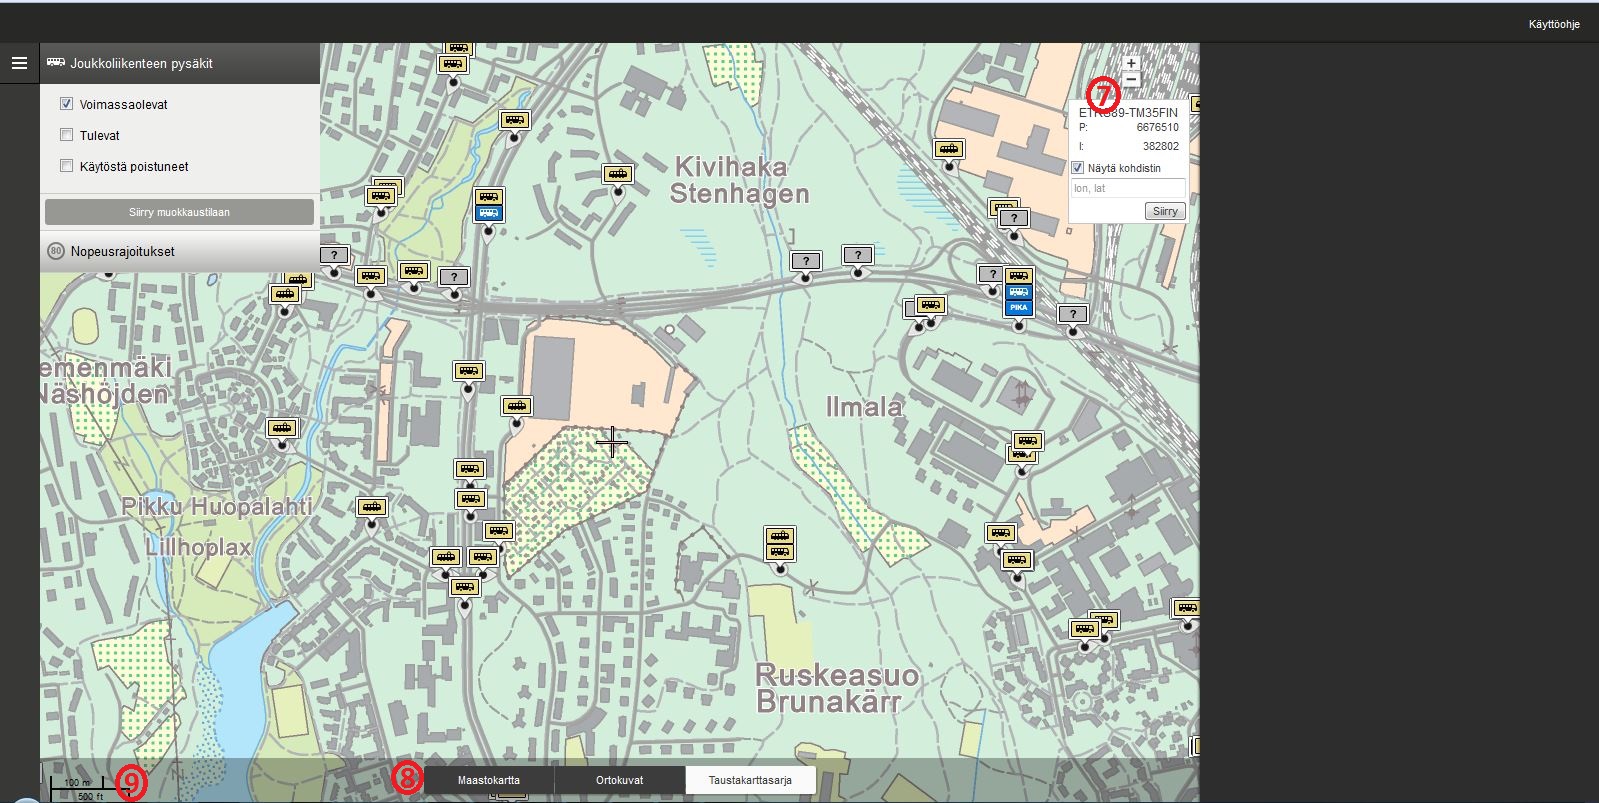 Käyttöohje
Joukkoliikenteen pysäkit
Voimassaolevat
Tulevat
Käytöstä poistuneet
Siirry muokkaustilaan
80 Nopeusrajoitukset
+
−
7
ETRS89-TM35FIN
P: 6676510
I: 382802
Näytä kohdistin
lon, lat
Siirry
Kivihaka
Stenhagen
?
?
?
?
?
?
?
PIKA
emenmäki
Näshöjden
Ilmala
Pikku Huopalahti
Lillhoplax
Ruskeasuo
Brunakärr
100 m
500 ft
9
8
Maastokartta
Ortokuvat
Taustakarttasarja